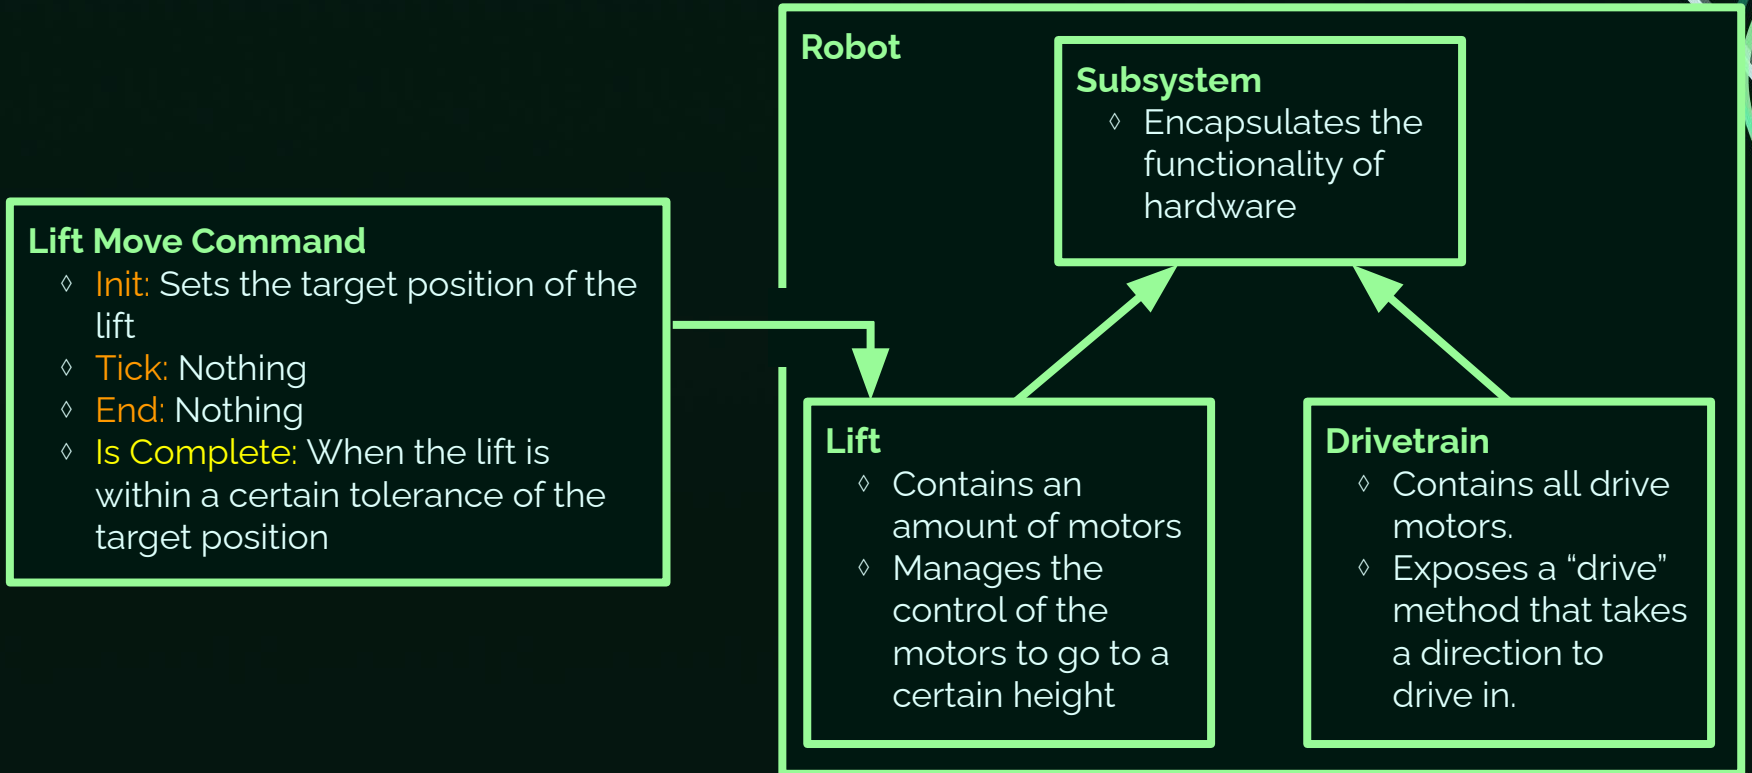 Robot
Subsystem
◊ Encapsulates the
functionality of
hardware
Lift Move Command
◊ Init: Sets the target position of the
lift
◊ Tick: Nothing
◊ End: Nothing
◊ Is Complete: When the lift is
within a certain tolerance of the
target position
Lift
◊ Contains an
amount of motors
◊ Manages the
control of the
motors to go to a
certain height
Drivetrain
◊ Contains all drive
motors.
◊ Exposes a “drive”
method that takes
a direction to
drive in.